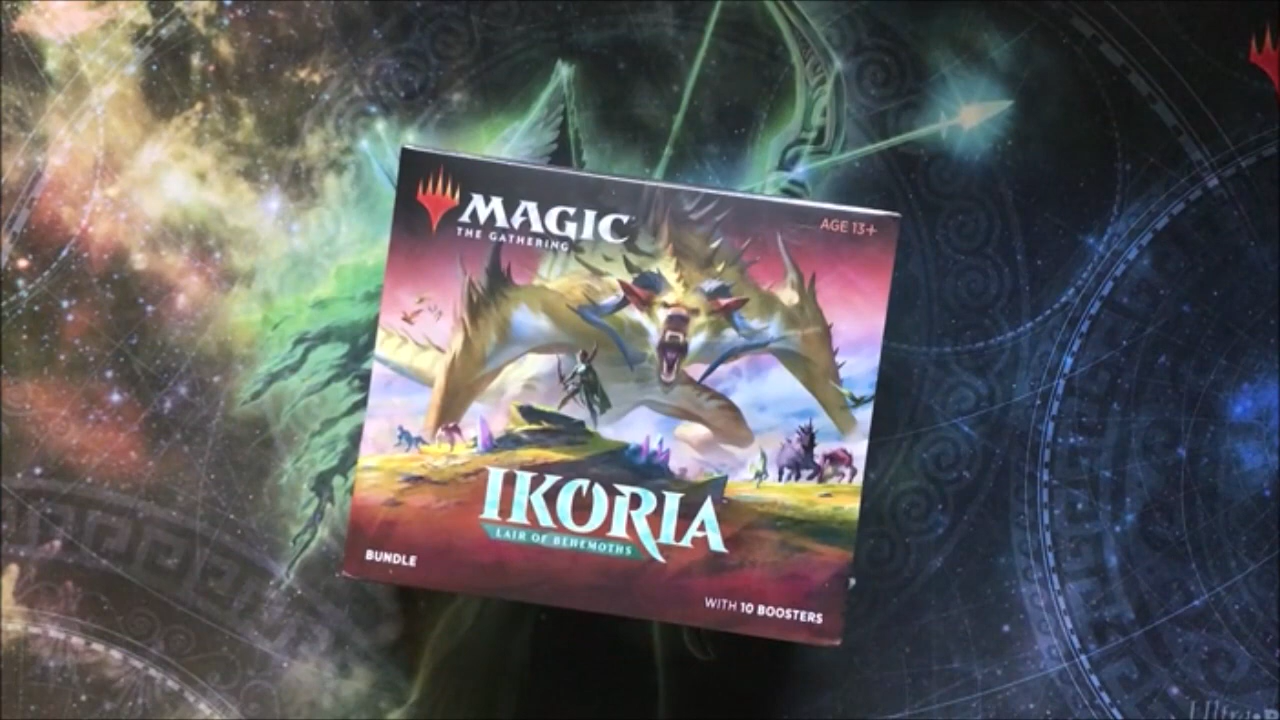 MAGIC
THE GATHERING
AGE 13+
IKORIA
LAIR OF BEHEMOTHS
BUNDLE
WITH 10 BOOSTERS